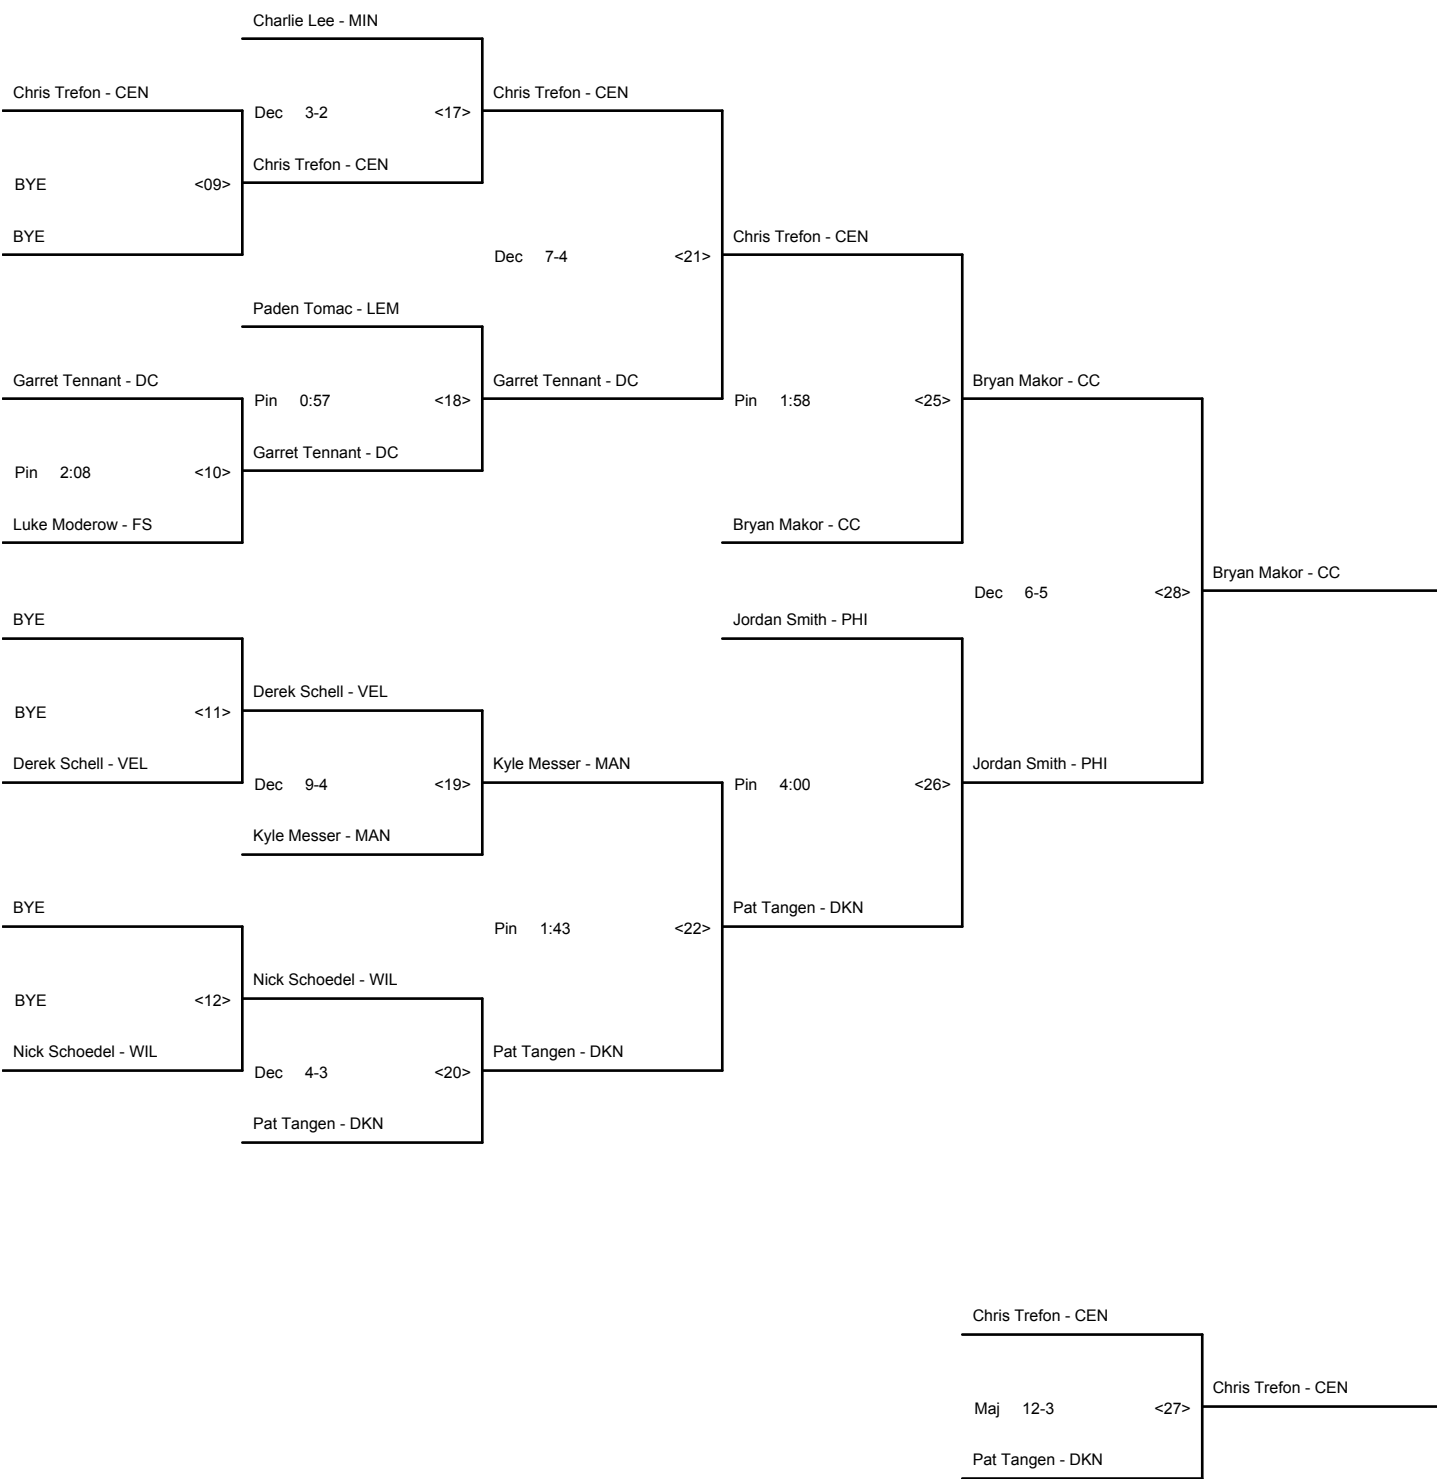 Charlie Lee - MIN
Chris Trefon - CEN
Chris Trefon - CEN
Dec 3-2 <17>
Chris Trefon - CEN
BYE <09>
BYE
Chris Trefon - CEN
Dec 7-4 <21>
Paden Tomac - LEM
Garret Tennant - DC
Garret Tennant - DC
Bryan Makor - CC
Pin 0:57 <18>
Pin 1:58 <25>
Garret Tennant - DC
Pin 2:08 <10>
Luke Moderow - FS
Bryan Makor - CC
Bryan Makor - CC
Dec 6-5 <28>
BYE
Jordan Smith - PHI
Derek Schell - VEL
BYE <11>
Derek Schell - VEL
Kyle Messer - MAN
Jordan Smith - PHI
Dec 9-4 <19>
Pin 4:00 <26>
Kyle Messer - MAN
BYE
Pat Tangen - DKN
Pin 1:43 <22>
Nick Schoedel - WIL
BYE <12>
Nick Schoedel - WIL
Pat Tangen - DKN
Dec 4-3 <20>
Pat Tangen - DKN
Chris Trefon - CEN
Chris Trefon - CEN
Maj 12-3 <27>
Pat Tangen - DKN